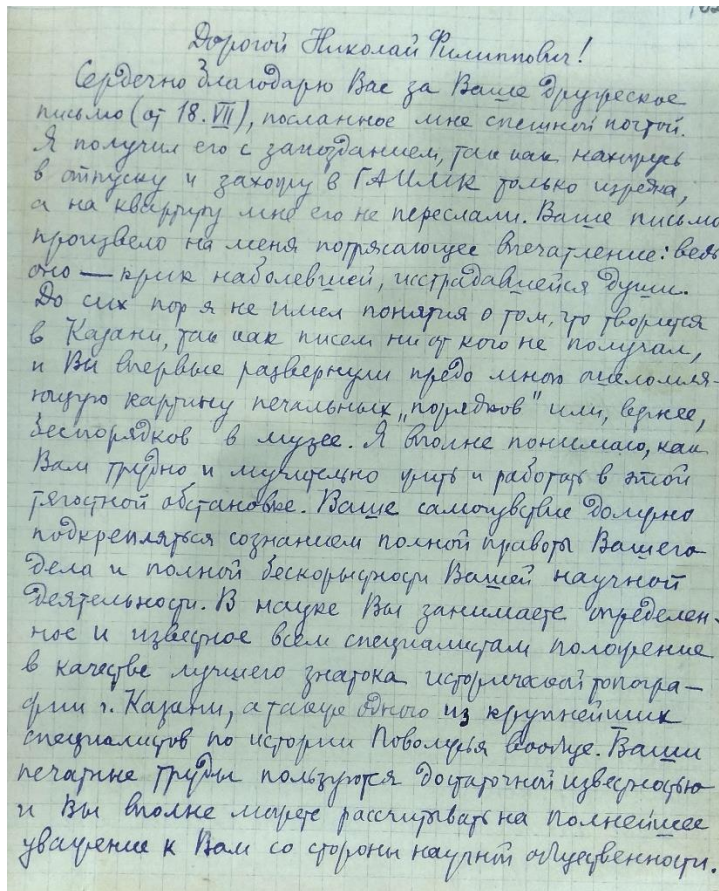 Дорогой Николай Филиппович!
Сердечно благодарю Вас за Ваше дружеское
письмо (от 18.VII), посланное мне спешной почтой.
Я получил его с запозданием, так как нахожусь
в отпуску и захожу в ГАИМК только изредка,
а на квартиру мне его не переслали. Ваше письмо
произвело на меня потрясающее впечатление: ведь
оно — крик наболевшей, исстрадавшейся души.
До сих пор я не имел понятия о том, что творится
в Казани, так как писем ни от кого не получал,
и Вы впервые развернули предо мною ошеломля-
ющую картину печальных „порядков" или, вернее,
беспорядков в музее. Я вполне понимаю, как
Вам трудно и мучительно жить и работать в этой
тягостной обстановке. Ваше самочувствие должно
подкрепляться сознанием полной правоты Вашего
дела и полной бескорыстности Вашей научной
деятельности. В науке Вы занимаете определен-
ное и известное всем специалистам положение
в качестве лучшего знатока исторической топогра-
фии г. Казани, а также одного из крупнейших
специалистов по истории Поволжья вообще. Ваши
печатные труды пользуются достаточной известностью
и Вы вполне можете рассчитывать на полнейшее
уважение к Вам со стороны научной общественности.